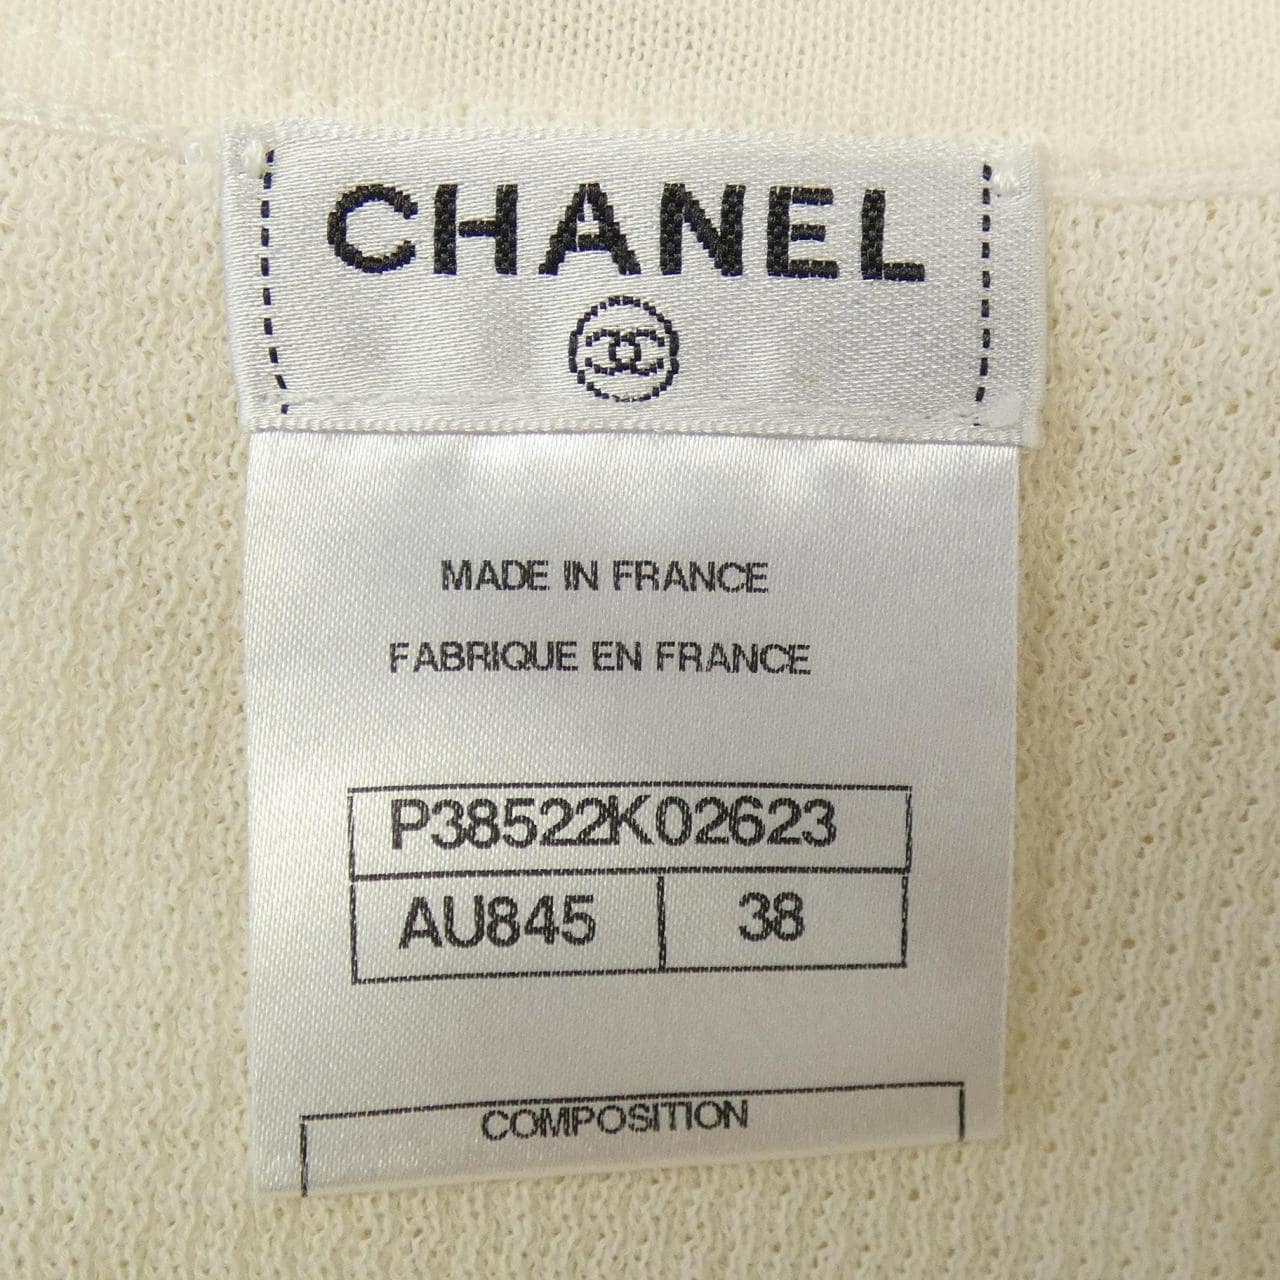 CHANEL
MADE IN FRANCE
FABRIQUE EN FRANCE
P38522K02623
AU845 38
COMPOSITION